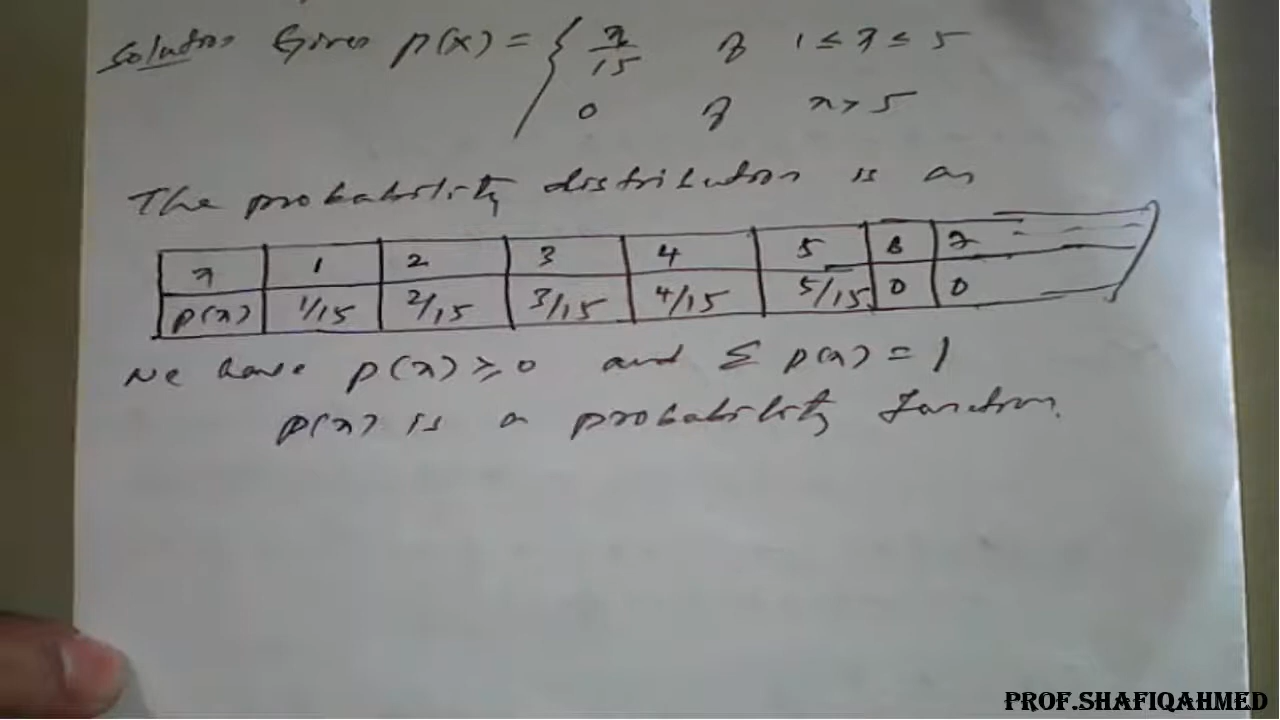 Solution Given p(x) = { x/15 if 1 ≤ x ≤ 5
0 if x > 5
The probability distribution is as
x 1 2 3 4 5 6 7
p(x) 1/15 2/15 3/15 4/15 5/15 0 0
We have p(x) ≥ 0 and Σ p(x) = 1
p(x) is a probability function.
PROF.SHAFIQAHMED